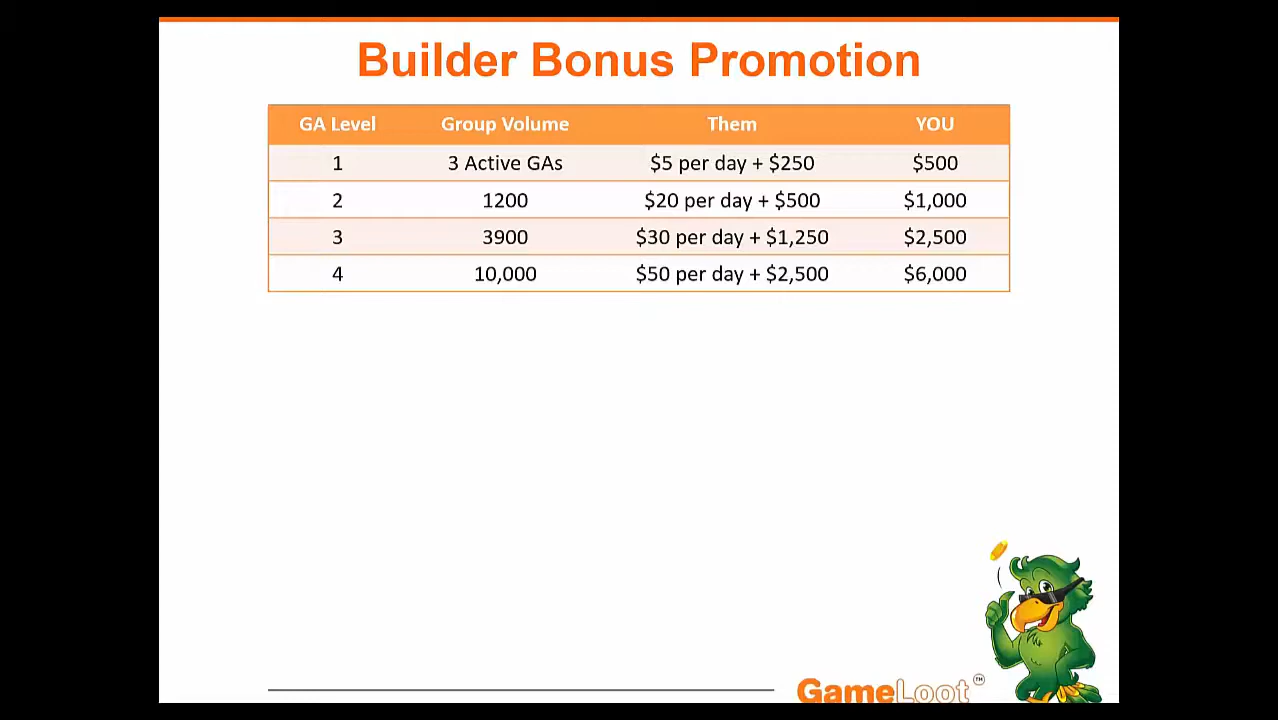 Builder Bonus Promotion
GA Level Group Volume Them YOU
1 3 Active GAs $5 per day + $250 $500
2 1200 $20 per day + $500 $1,000
3 3900 $30 per day + $1,250 $2,500
4 10,000 $50 per day + $2,500 $6,000
GameLoot™